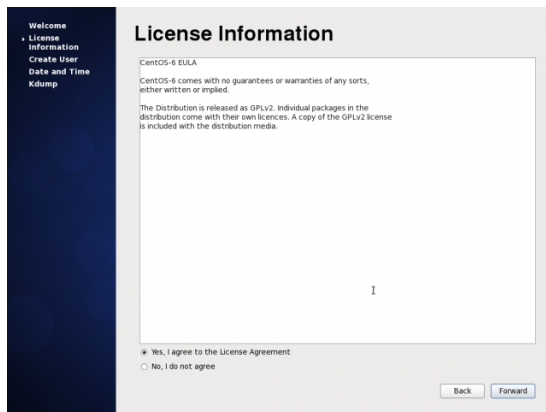 Welcome
License
Information
Create User
Date and Time
Kdump
License Information
CentOS-6 EULA
CentOS-6 comes with no guarantees or warranties of any sorts,
either written or implied.
The Distribution is released as GPLv2. Individual packages in the
distribution come with their own licences. A copy of the GPLv2 license
is included with the distribution media.
Yes, I agree to the License Agreement
No, I do not agree
Back
Forward